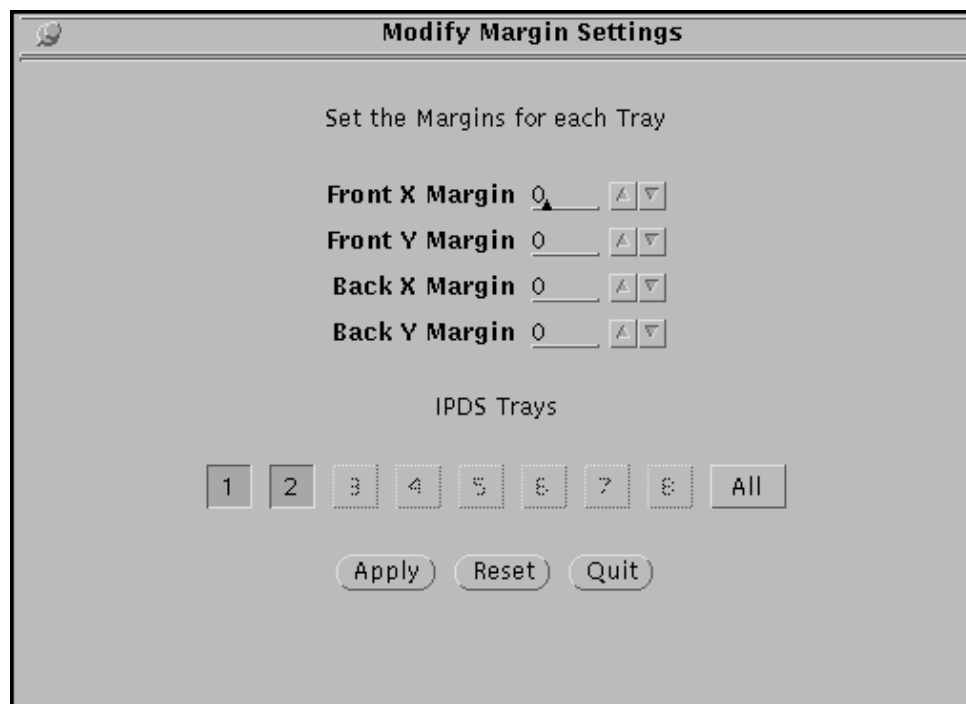 Modify Margin Settings
Set the Margins for each Tray
Front X Margin 0
Front Y Margin 0
Back X Margin 0
Back Y Margin 0
IPDS Trays
1 2 3 4 5 6 7 8 All
Apply Reset Quit